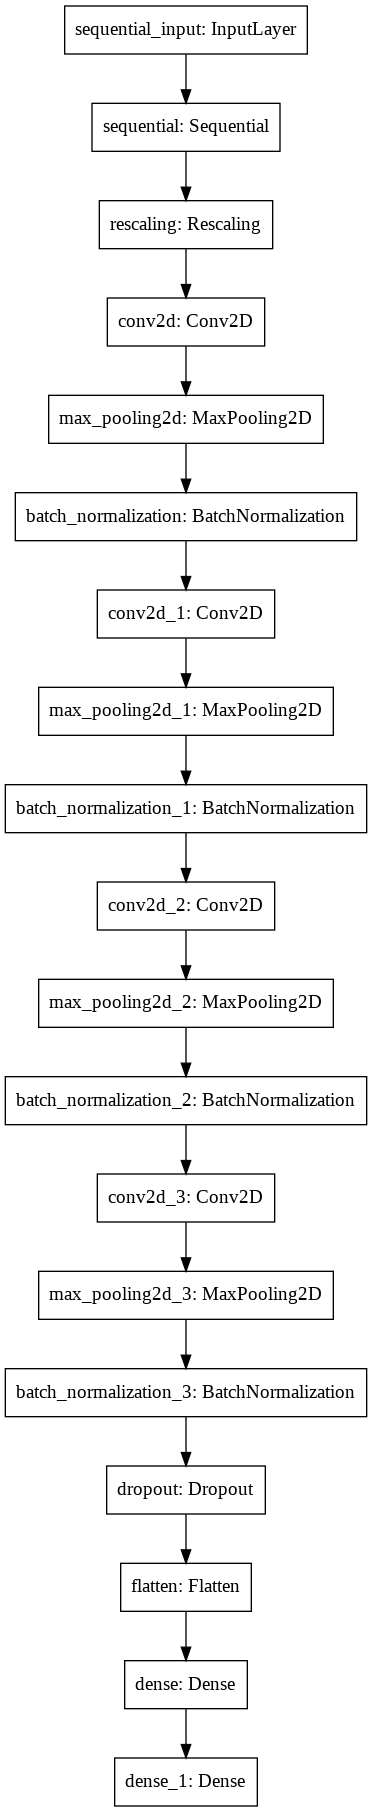 sequential_input: InputLayer
sequential: Sequential
rescaling: Rescaling
conv2d: Conv2D
max_pooling2d: MaxPooling2D
batch_normalization: BatchNormalization
conv2d_1: Conv2D
max_pooling2d_1: MaxPooling2D
batch_normalization_1: BatchNormalization
conv2d_2: Conv2D
max_pooling2d_2: MaxPooling2D
batch_normalization_2: BatchNormalization
conv2d_3: Conv2D
max_pooling2d_3: MaxPooling2D
batch_normalization_3: BatchNormalization
dropout: Dropout
flatten: Flatten
dense: Dense
dense_1: Dense